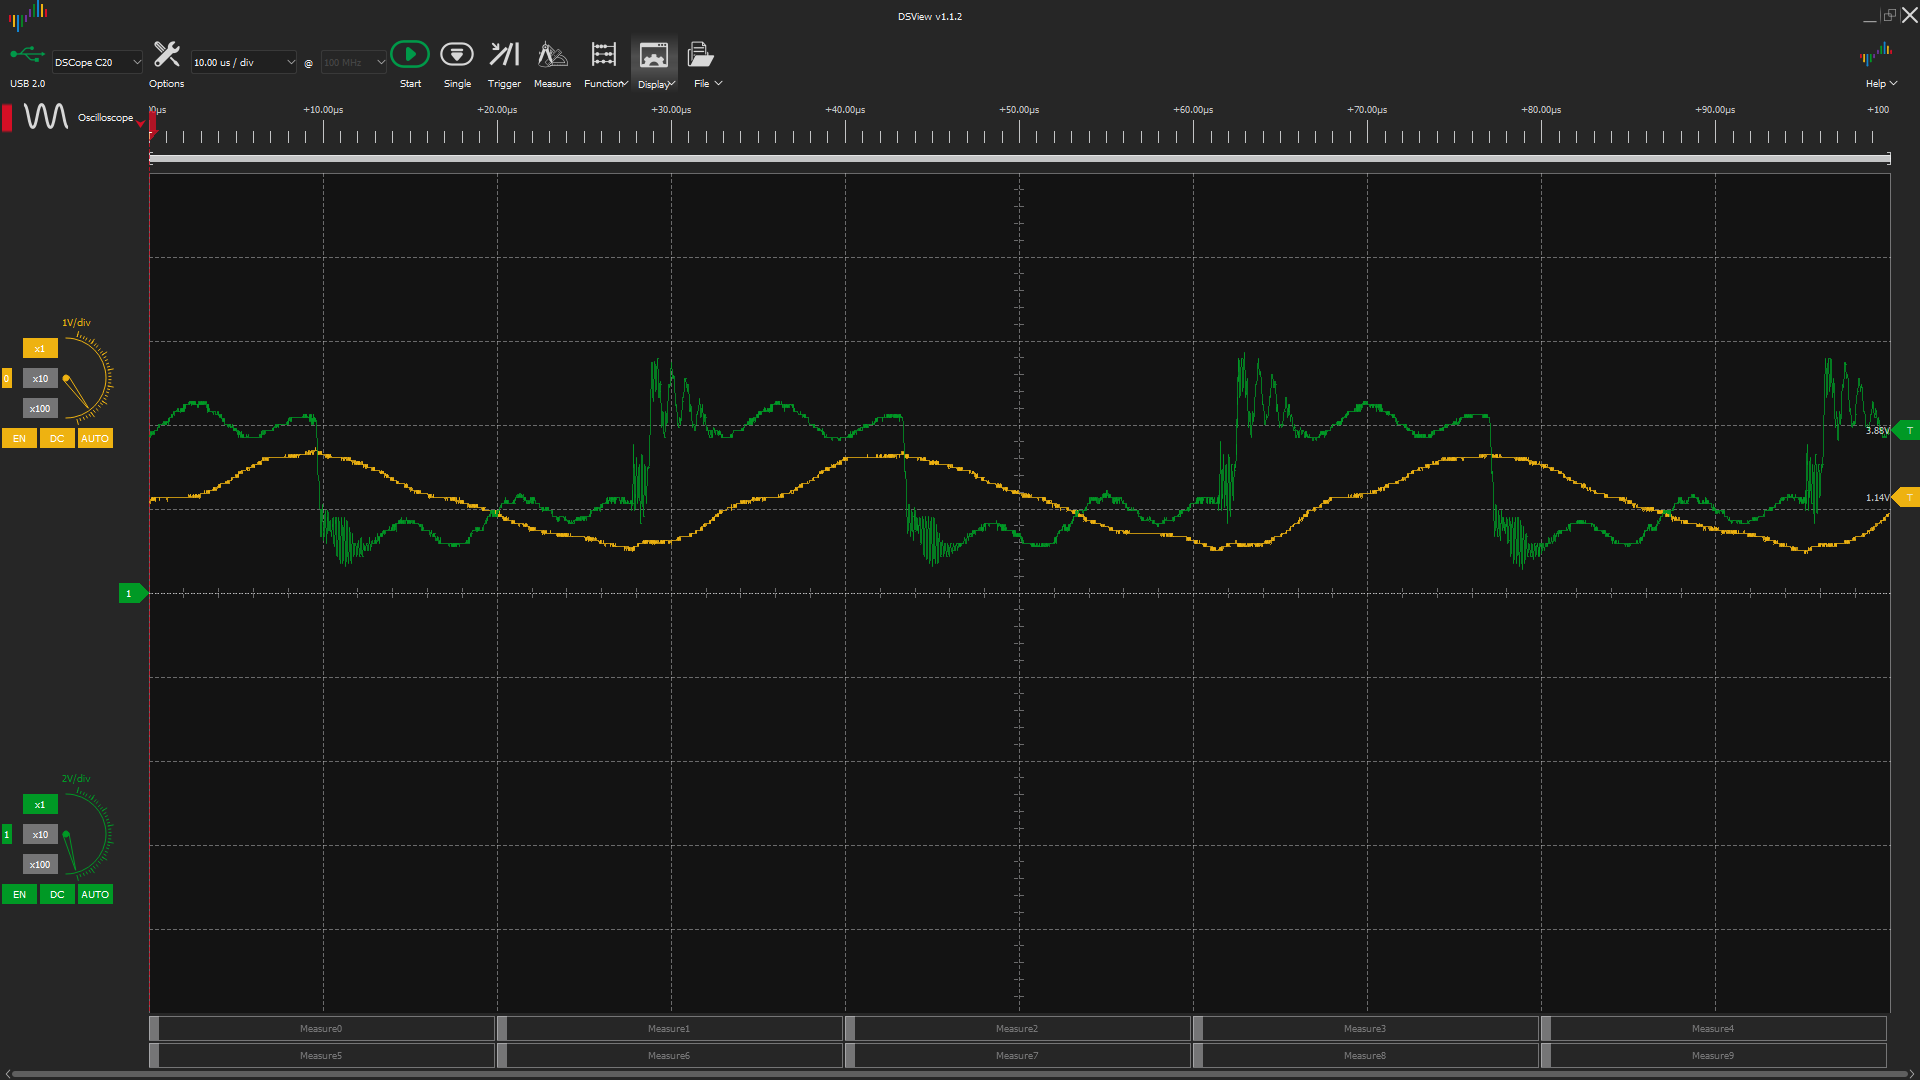 DSView v1.1.2
DSCope C20
10.00 us / div
@
100 MHz
USB 2.0
Options
Start
Single
Trigger
Measure
Function
Display
File
Help
Oscilloscope
0µs
+10.00µs
+20.00µs
+30.00µs
+40.00µs
+50.00µs
+60.00µs
+70.00µs
+80.00µs
+90.00µs
+100
1V/div
x1
0
x10
x100
EN
DC
AUTO
3.88V
T
1.14V
T
1
2V/div
x1
1
x10
x100
EN
DC
AUTO
Measure0
Measure1
Measure2
Measure3
Measure4
Measure5
Measure6
Measure7
Measure8
Measure9